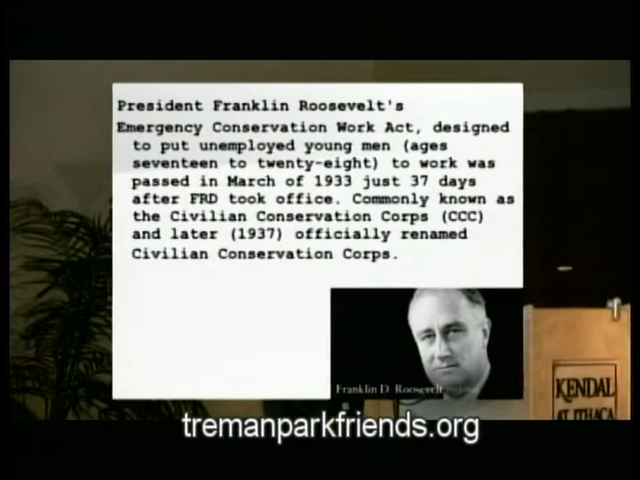 President Franklin Roosevelt's
Emergency Conservation Work Act, designed
to put unemployed young men (ages
seventeen to twenty-eight) to work was
passed in March of 1933 just 37 days
after FRD took office. Commonly known as
the Civilian Conservation Corps (CCC)
and later (1937) officially renamed
Civilian Conservation Corps.
Franklin D. Roosevelt
KENDAL
AT ITHACA
tremanparkfriends.org